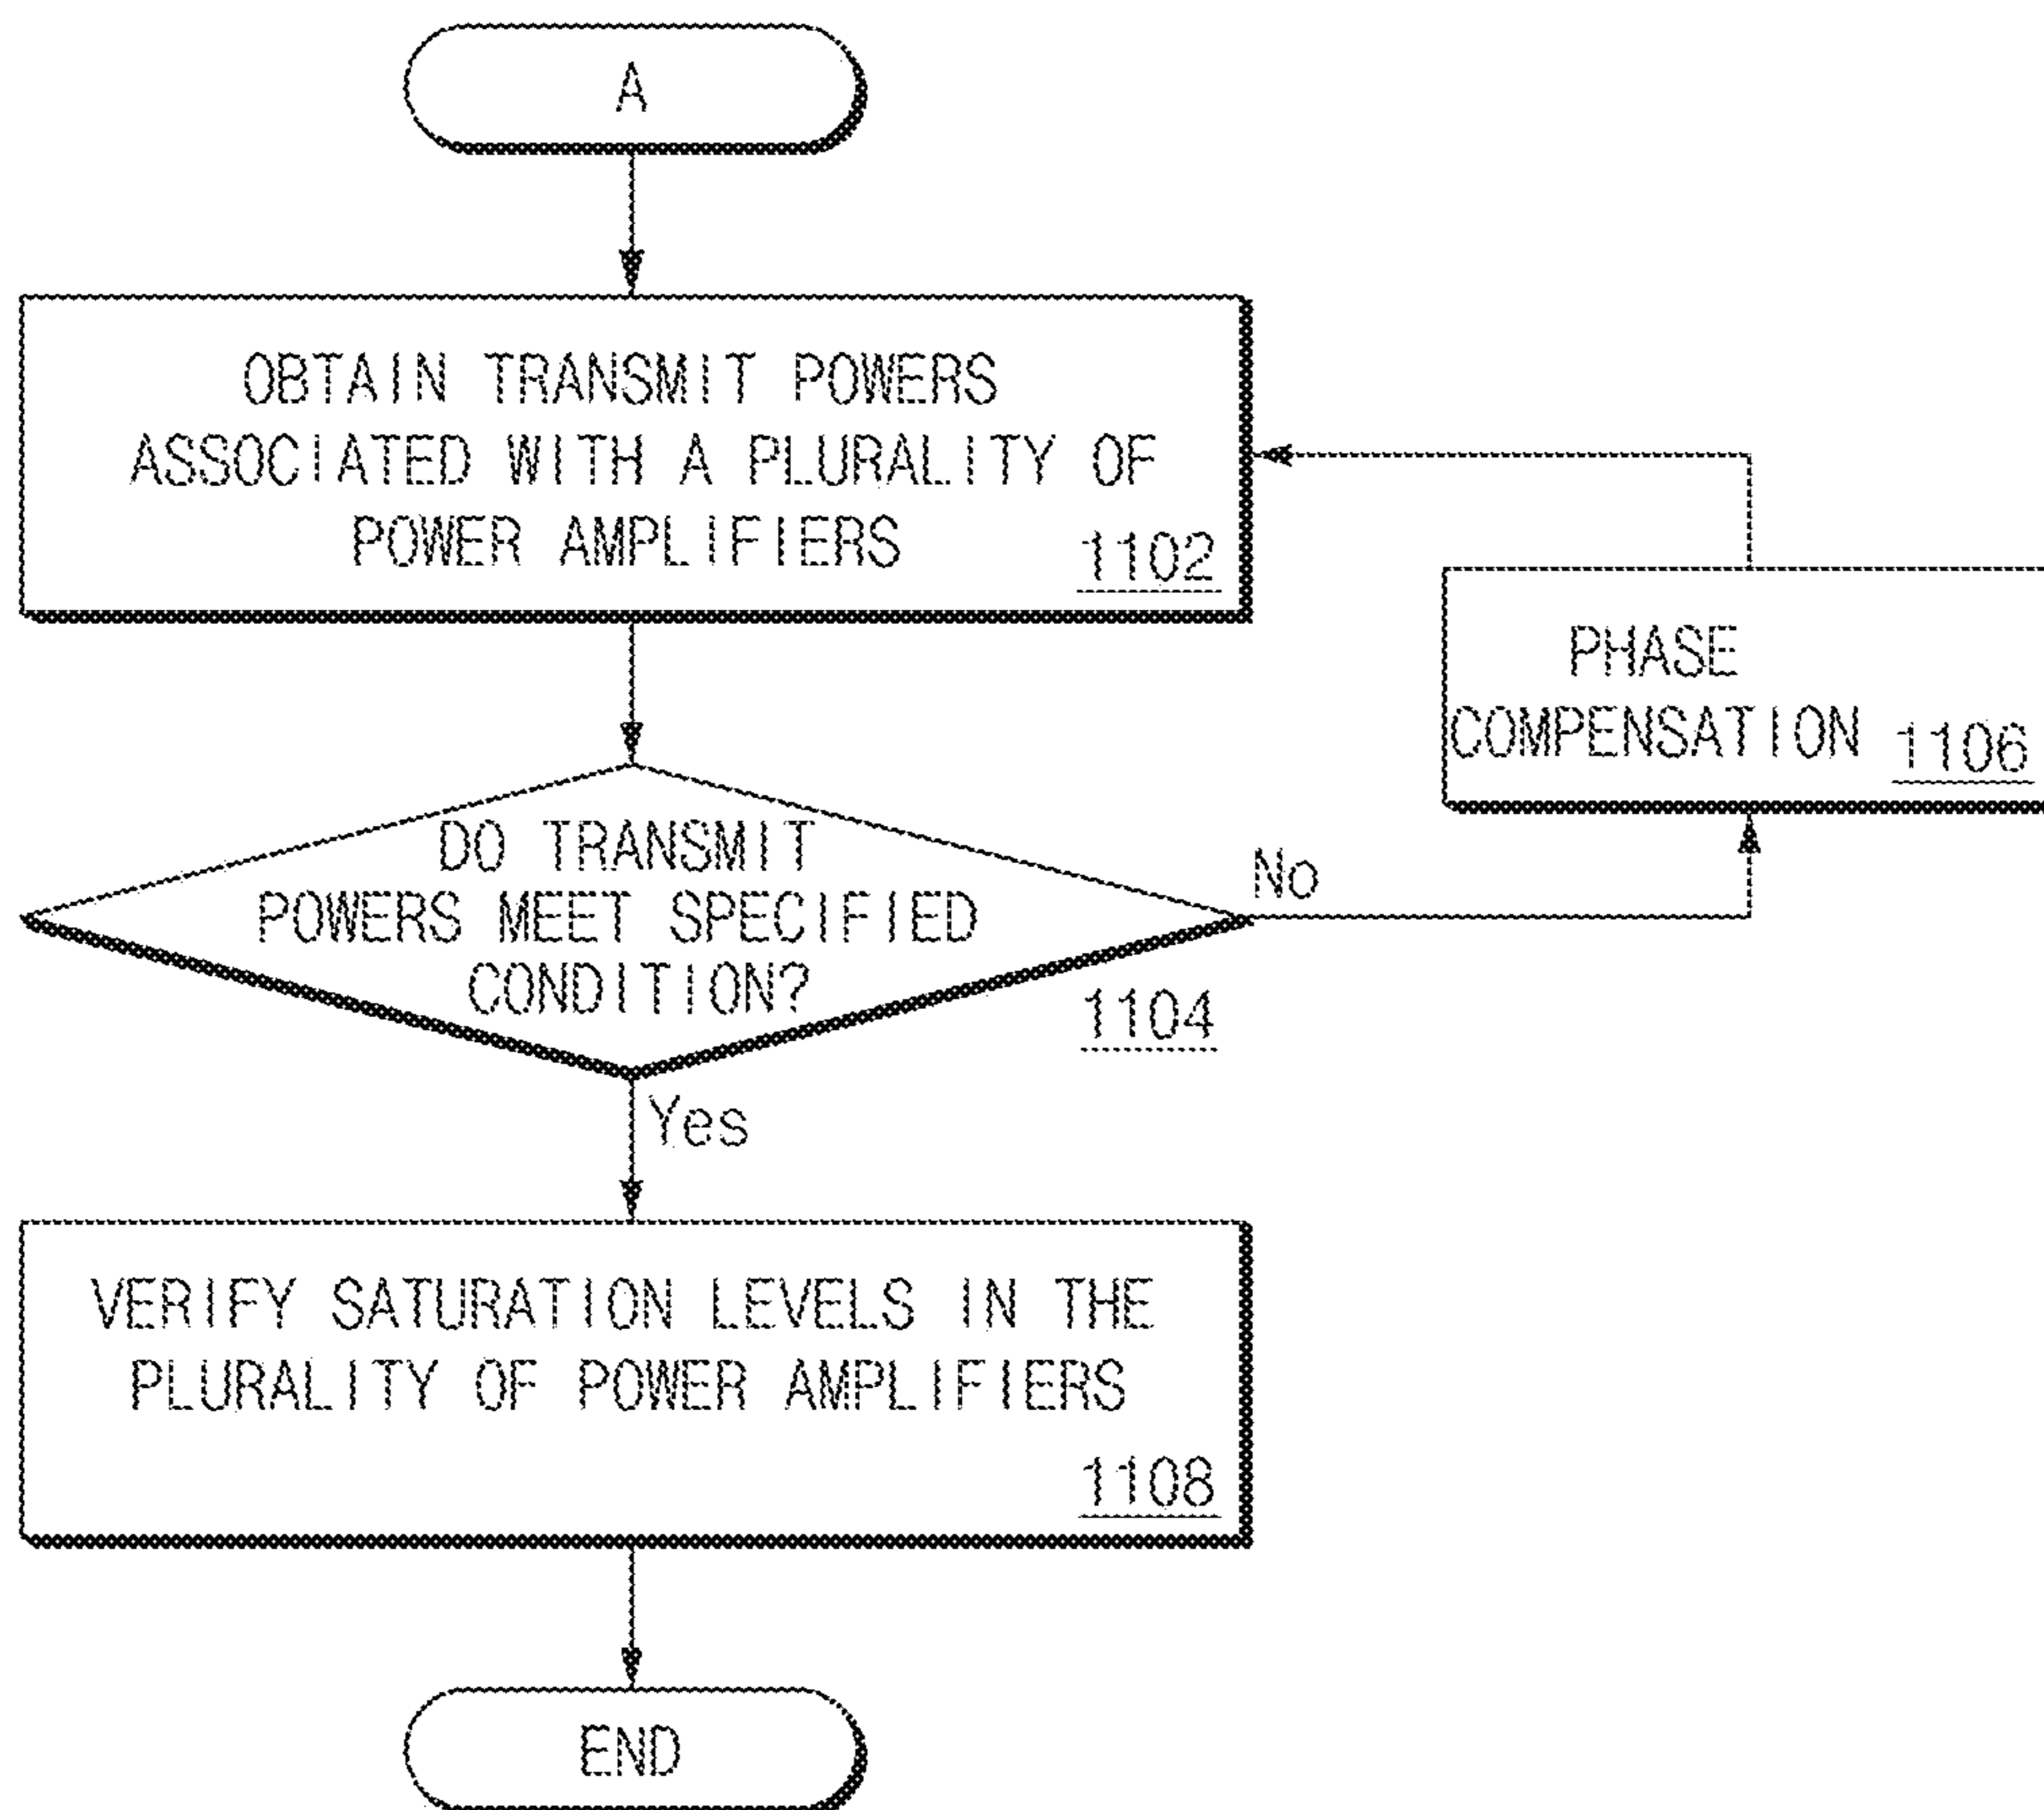 A
OBTAIN TRANSMIT POWERS
ASSOCIATED WITH A PLURALITY OF
POWER AMPLIFIERS
1102
PHASE
COMPENSATION
1106
DO TRANSMIT
POWERS MEET SPECIFIED
CONDITION?
1104
No
Yes
VERIFY SATURATION LEVELS IN THE
PLURALITY OF POWER AMPLIFIERS
1108
END